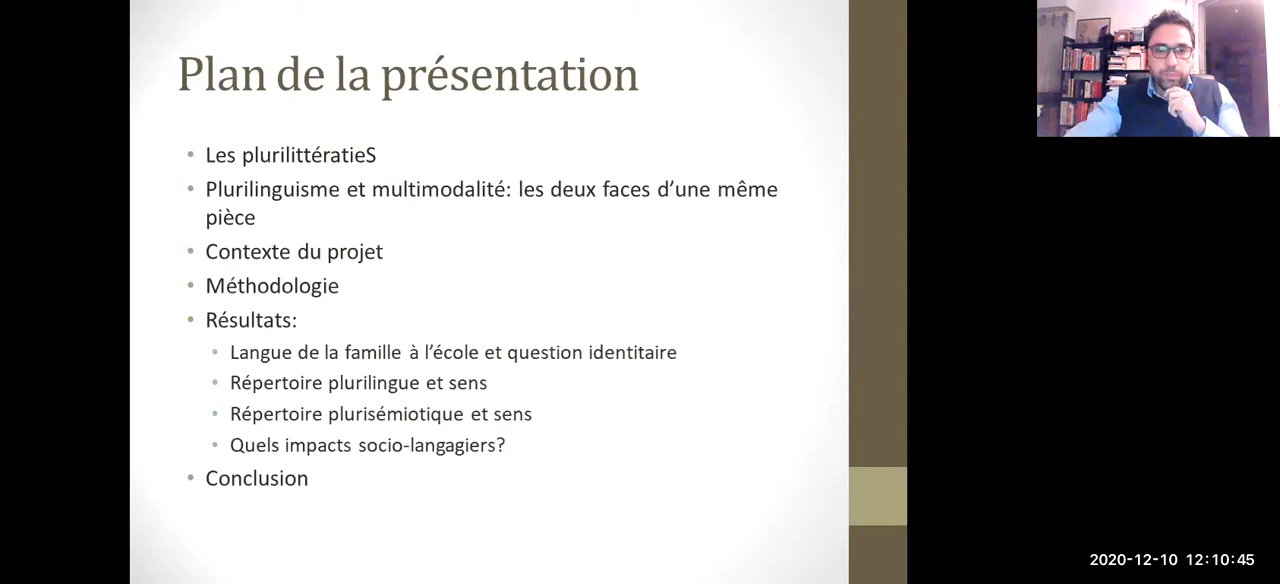 Plan de la présentation
Les plurilittératieS
Plurilinguisme et multimodalité: les deux faces d’une même
pièce
Contexte du projet
Méthodologie
Résultats:
Langue de la famille à l’école et question identitaire
Répertoire plurilingue et sens
Répertoire plurisémiotique et sens
Quels impacts socio-langagiers?
Conclusion
2020-12-10 12:10:45